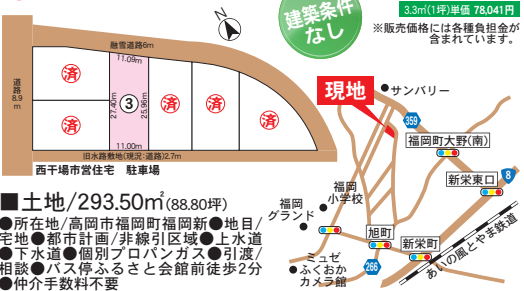 建築条件
なし
3.3㎡(1坪)単価 78,041円
※販売価格には各種負担金が
含まれています。
N
融雪道路6m
11.09m
道路8.9m
済
済
27.40m
③
25.96m
済
済
済
11.00m
旧水路敷地(現況:道路)2.7m
西干場市営住宅 駐車場
現地
サンバリー
359
福岡町大野(南)
8
新栄東口
福岡
小学校
福岡
グランド
旭町
新栄町
266
ミュゼ
ふくおか
カメラ館
あいの風とやま鉄道
■土地/293.50㎡(88.80坪)
●所在地/高岡市福岡町福岡新●地目/
宅地●都市計画/非線引区域●上水道
●下水道●個別プロパンガス●引渡/
相談●バス停ふるさと会館前徒歩2分
●仲介手数料不要